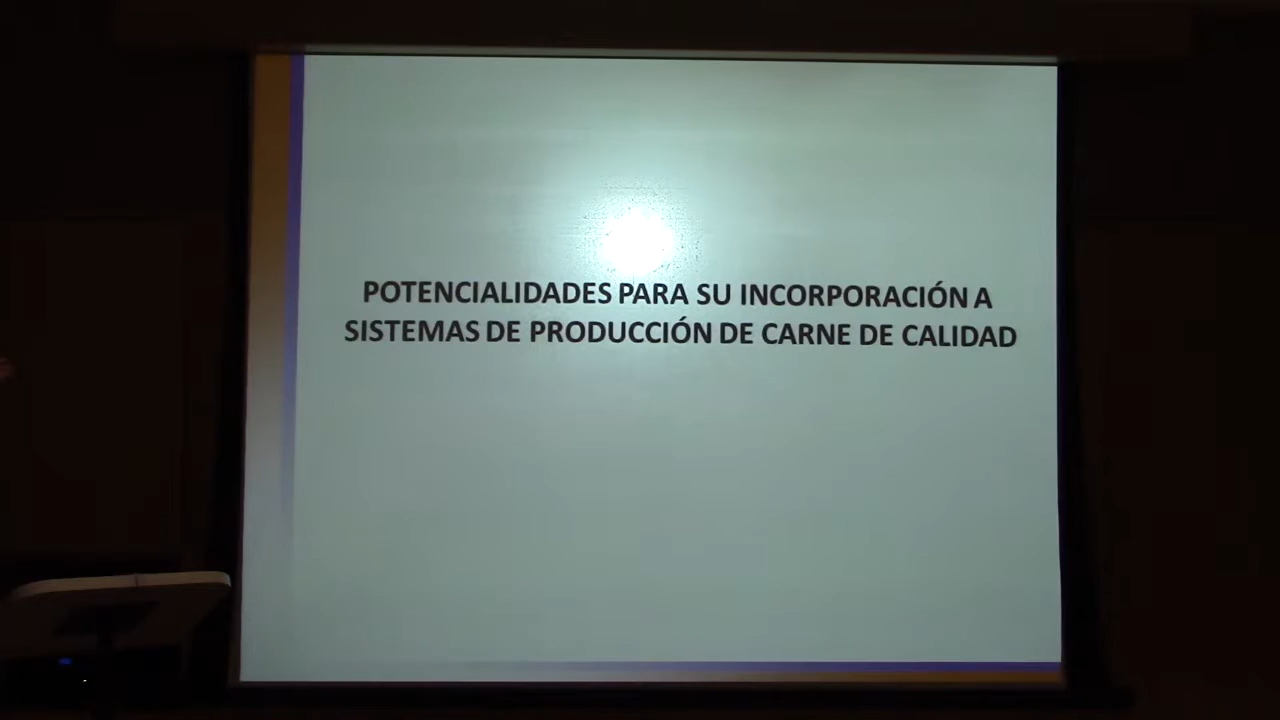 POTENCIALIDADES PARA SU INCORPORACIÓN A
SISTEMAS DE PRODUCCIÓN DE CARNE DE CALIDAD